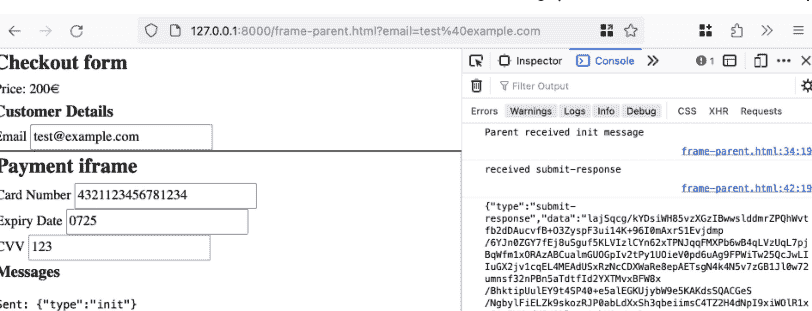 127.0.0.1:8000/frame-parent.html?email=test%40example.com
Checkout form
Price: 200€
Customer Details
Email test@example.com
Payment iframe
Card Number 4321123456781234
Expiry Date 0725
CVV 123
Messages
Sent: {"type":"init"}
Inspector Console 1
Filter Output
Errors Warnings Logs Info Debug CSS XHR Requests
Parent received init message
frame-parent.html:34:19
received submit-response
frame-parent.html:42:19
{"type":"submit-
response","data":"lajSqcg/kYDsiWH85vzXGzIBwwslddmrZPQhWvt
fb2dDAucvfB+O3ZyspF3ui14K+96I0mAxrS1Evjdmp
/6YJn0ZGY7fEj8uSguf5KLVIzlCYn62xTPNJqqFMXPb6wB4qLVzUqL7pj
BqWfm1xORAzABCualmGUOGpIv2tPy1UOieV0pd6uAg9FPWiTw25QcJwLI
IuGX2jv1cqEL4MEAdUSxRzNcCDXWaRe8epAETsgN4k4N5v7zGB1Jl0w72
umnsf32nPBn5aTdtfId2YXTMvxBFW8x
/BhktipUulEY9t4SP40+e5alEGKUjybW9e5KAKdsSQACGeS
/NgbylFiELZk9skozRJP0abLdXxSh3qbeiimsC4TZ2H4dNpI9xiWOlR1x